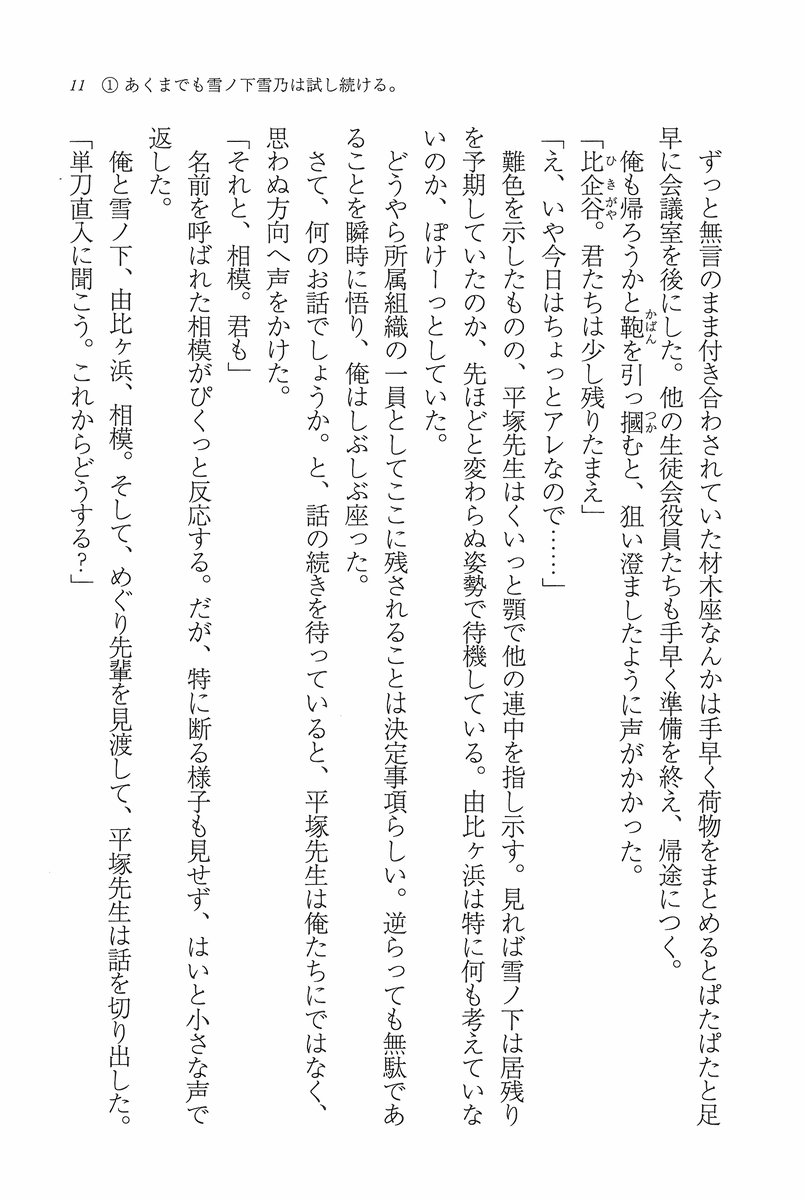 11　① あくまでも雪ノ下雪乃は試し続ける。
　ずっと無言のまま付き合わされていた材木座なんかは手早く荷物をまとめるとぱたぱたと足
早に会議室を後にした。他の生徒会役員たちも手早く準備を終え、帰途につく。
　俺も帰ろうかと鞄を引っ摑むと、狙い澄ましたように声がかかった。
「比企谷。君たちは少し残りたまえ」
「え、いや今日はちょっとアレなので……」
　難色を示したものの、平塚先生はくいっと顎で他の連中を指し示す。見れば雪ノ下は居残り
を予期していたのか、先ほどと変わらぬ姿勢で待機している。由比ヶ浜は特に何も考えていな
いのか、ぽけーっとしていた。
　どうやら所属組織の一員としてここに残されることは決定事項らしい。逆らっても無駄であ
ることを瞬時に悟り、俺はしぶしぶ座った。
　さて、何のお話でしょうか。と、話の続きを待っていると、平塚先生は俺たちにではなく、
思わぬ方向へ声をかけた。
「それと、相模。君も」
　名前を呼ばれた相模がぴくっと反応する。だが、特に断る様子も見せず、はいと小さな声で
返した。
　俺と雪ノ下、由比ヶ浜、相模。そして、めぐり先輩を見渡して、平塚先生は話を切り出した。
「単刀直入に聞こう。これからどうする？」
ひきがや
かばん
つか